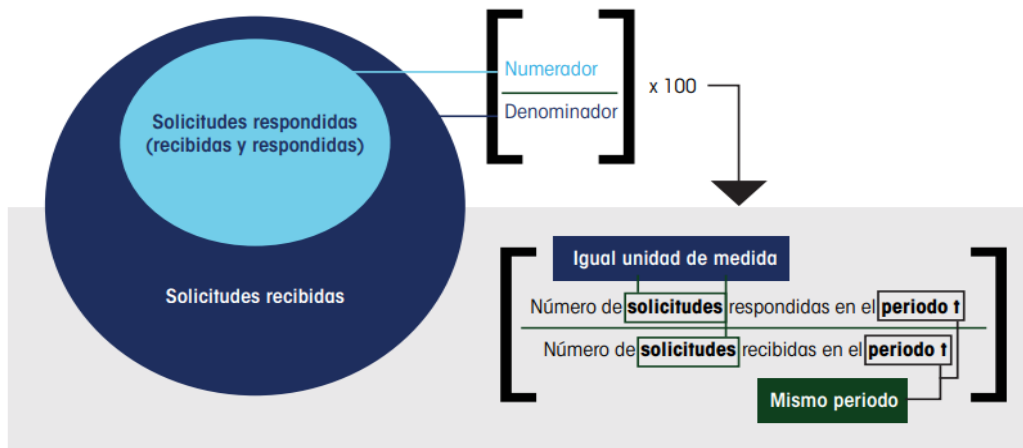 Solicitudes respondidas
(recibidas y respondidas)
Solicitudes recibidas
Numerador
Denominador
x 100
Igual unidad de medida
Número de solicitudes respondidas en el periodo t
Número de solicitudes recibidas en el periodo t
Mismo periodo